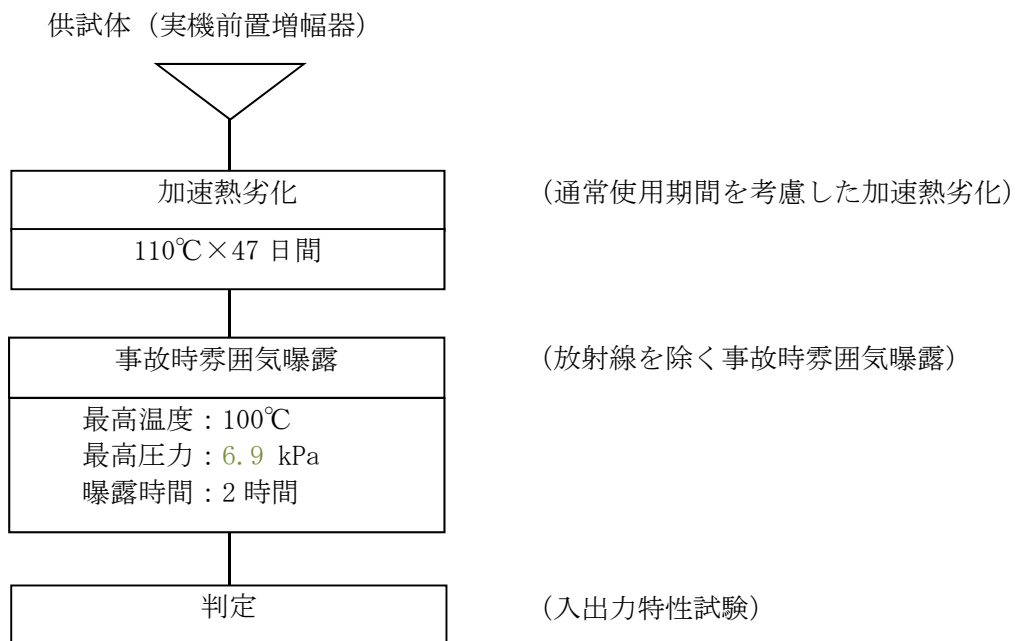 供試体（実機前置増幅器）
加速熱劣化
（通常使用期間を考慮した加速熱劣化）
110℃×47 日間
事故時雰囲気曝露
（放射線を除く事故時雰囲気曝露）
最高温度：100℃
最高圧力：6.9 kPa
曝露時間：2 時間
判定
（入出力特性試験）